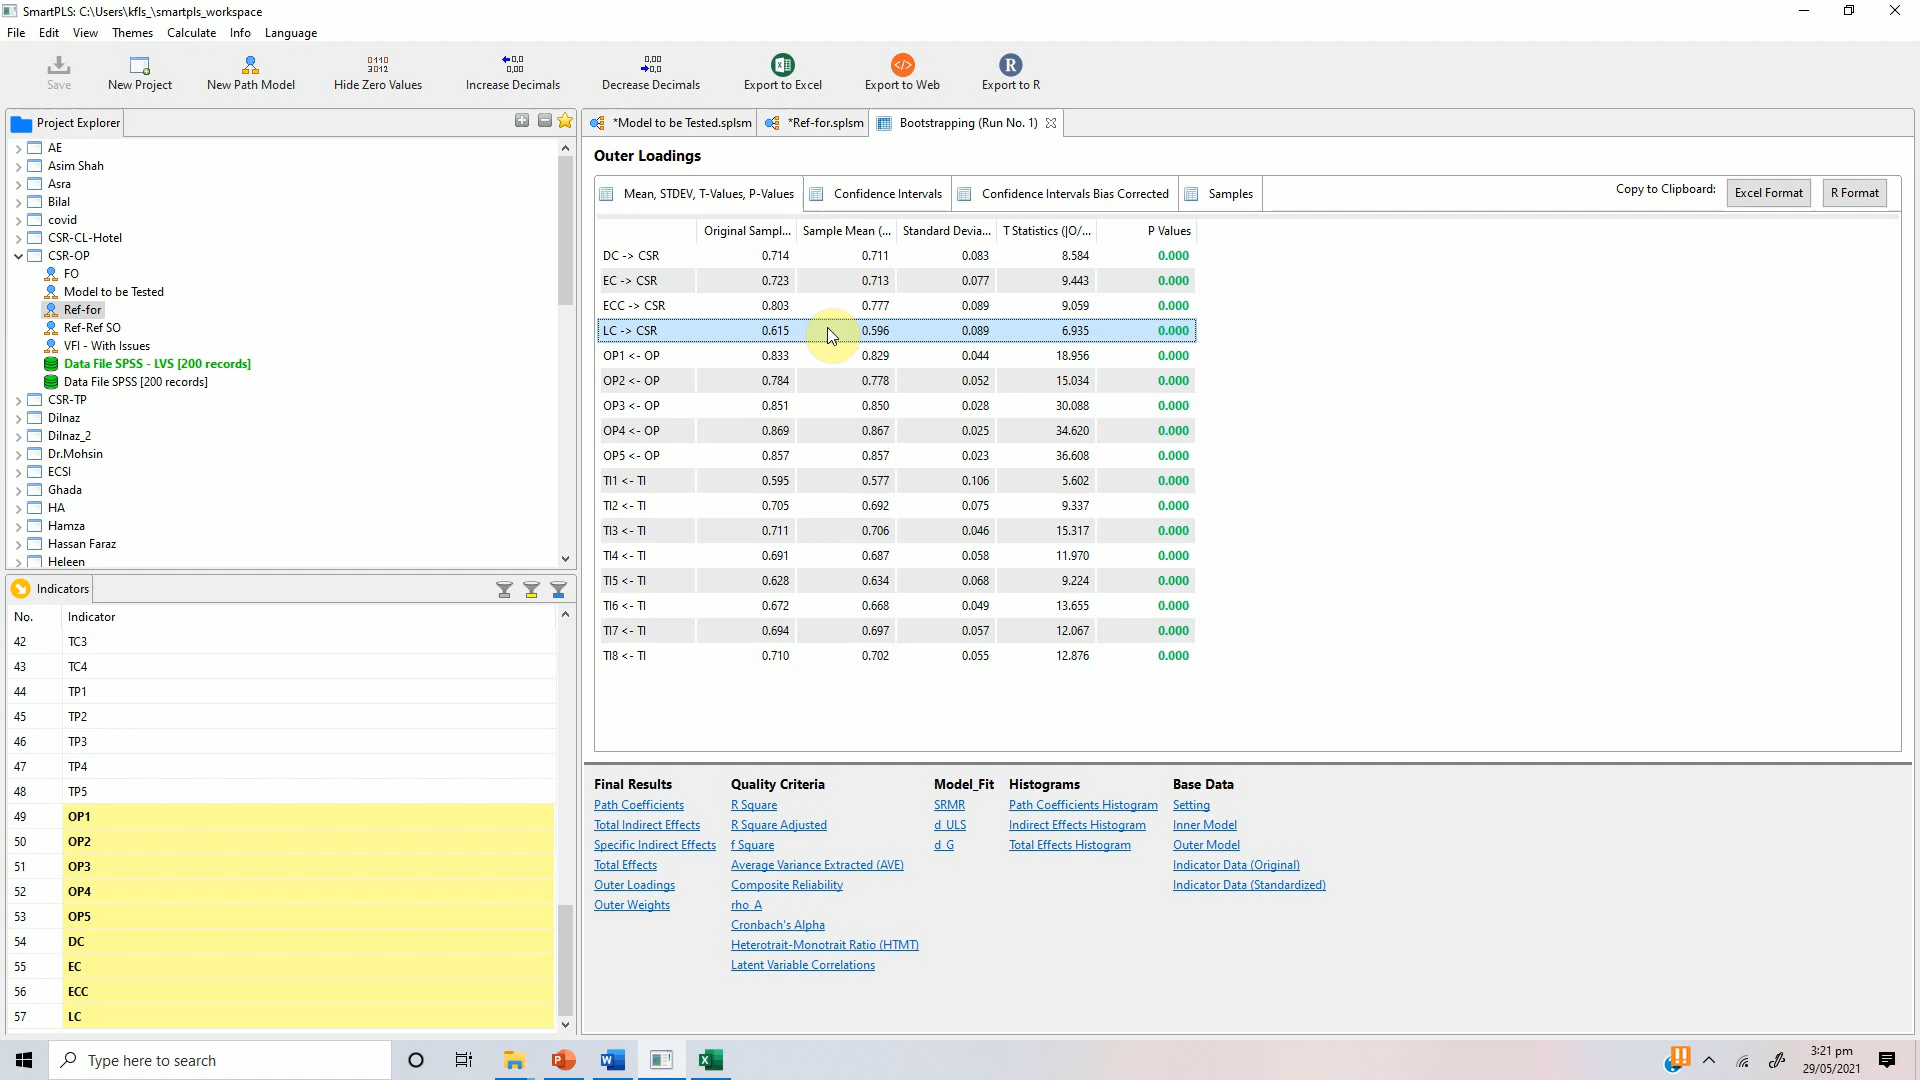 SmartPLS: C:\Users\kfls_\smartpls_workspace
File Edit View Themes Calculate Info Language
Save New Project New Path Model Hide Zero Values Increase Decimals Decrease Decimals Export to Excel Export to Web Export to R
Project Explorer
AE
Asim Shah
Asra
Bilal
covid
CSR-CL-Hotel
CSR-OP
FO
Model to be Tested
Ref-for
Ref-Ref SO
VFI - With Issues
Data File SPSS - LVS [200 records]
Data File SPSS [200 records]
CSR-TP
Dilnaz
Dilnaz_2
Dr.Mohsin
ECSI
Ghada
HA
Hamza
Hassan Faraz
Heleen
Indicators
No. Indicator
42 TC3
43 TC4
44 TP1
45 TP2
46 TP3
47 TP4
48 TP5
49 OP1
50 OP2
51 OP3
52 OP4
53 OP5
54 DC
55 EC
56 ECC
57 LC
*Model to be Tested.splsm *Ref-for.splsm Bootstrapping (Run No. 1)
Outer Loadings
Mean, STDEV, T-Values, P-Values Confidence Intervals Confidence Intervals Bias Corrected Samples Copy to Clipboard: Excel Format R Format
Original Sampl... Sample Mean (... Standard Devia... T Statistics (|O/... P Values
DC -> CSR 0.714 0.711 0.083 8.584 0.000
EC -> CSR 0.723 0.713 0.077 9.443 0.000
ECC -> CSR 0.803 0.777 0.089 9.059 0.000
LC -> CSR 0.615 0.596 0.089 6.935 0.000
OP1 <- OP 0.833 0.829 0.044 18.956 0.000
OP2 <- OP 0.784 0.778 0.052 15.034 0.000
OP3 <- OP 0.851 0.850 0.028 30.088 0.000
OP4 <- OP 0.869 0.867 0.025 34.620 0.000
OP5 <- OP 0.857 0.857 0.023 36.608 0.000
TI1 <- TI 0.595 0.577 0.106 5.602 0.000
TI2 <- TI 0.705 0.692 0.075 9.337 0.000
TI3 <- TI 0.711 0.706 0.046 15.317 0.000
TI4 <- TI 0.691 0.687 0.058 11.970 0.000
TI5 <- TI 0.628 0.634 0.068 9.224 0.000
TI6 <- TI 0.672 0.668 0.049 13.655 0.000
TI7 <- TI 0.694 0.697 0.057 12.067 0.000
TI8 <- TI 0.710 0.702 0.055 12.876 0.000
Final Results Quality Criteria Model_Fit Histograms Base Data
Path Coefficients R Square SRMR Path Coefficients Histogram Setting
Total Indirect Effects R Square Adjusted d_ULS Indirect Effects Histogram Inner Model
Specific Indirect Effects f Square d_G Total Effects Histogram Outer Model
Total Effects Average Variance Extracted (AVE) Indicator Data (Original)
Outer Loadings Composite Reliability Indicator Data (Standardized)
Outer Weights rho_A
Cronbach's Alpha
Heterotrait-Monotrait Ratio (HTMT)
Latent Variable Correlations
Type here to search
3:21 pm
29/05/2021